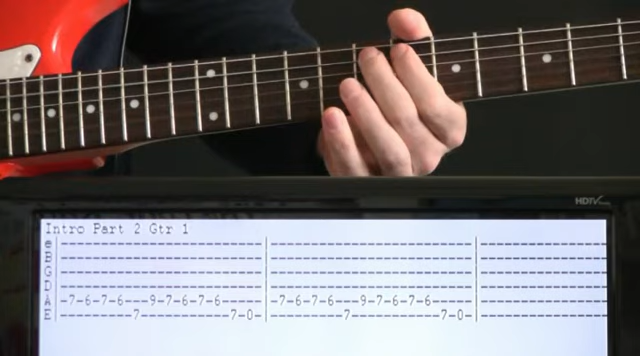 HDTV
Intro Part 2 Gtr 1
e|---------------------|---------------------|-------------
B|---------------------|---------------------|-------------
G|---------------------|---------------------|-------------
D|---------------------|---------------------|-------------
A|-7-6-7-6---9-7-6-7-6------|-7-6-7-6---9-7-6-7-6------|-------------
E|---------7----------7-0-|---------7----------7-0-|-------------